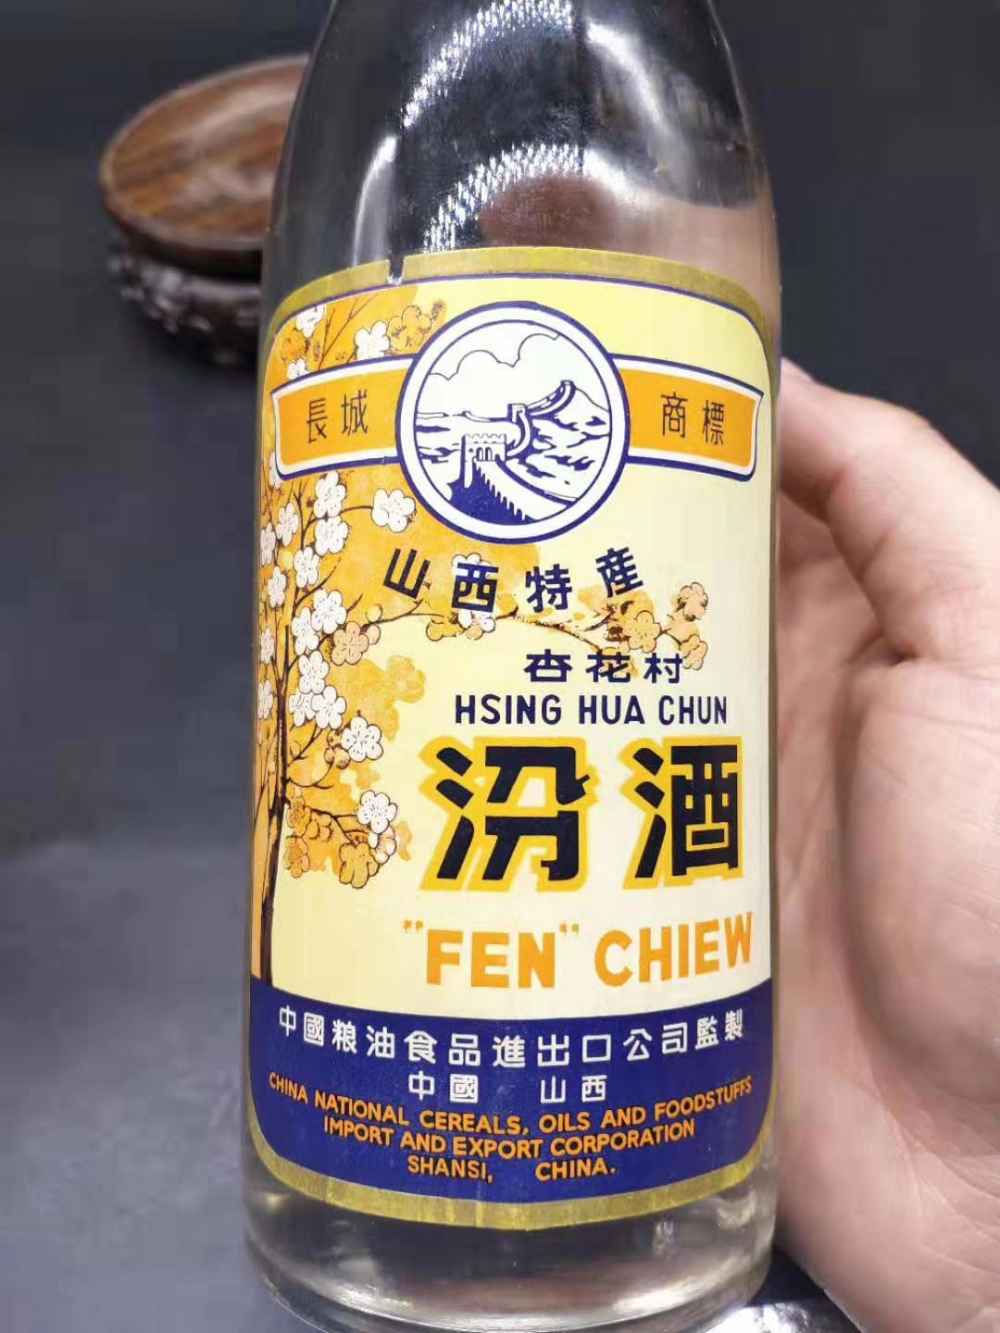 長城 商標
山西特產
杏花村
HSING HUA CHUN
汾酒
"FEN" CHIEW
中國粮油食品進出口公司監製
中國 山西
CHINA NATIONAL CEREALS, OILS AND FOODSTUFFS
IMPORT AND EXPORT CORPORATION
SHANSI, CHINA.